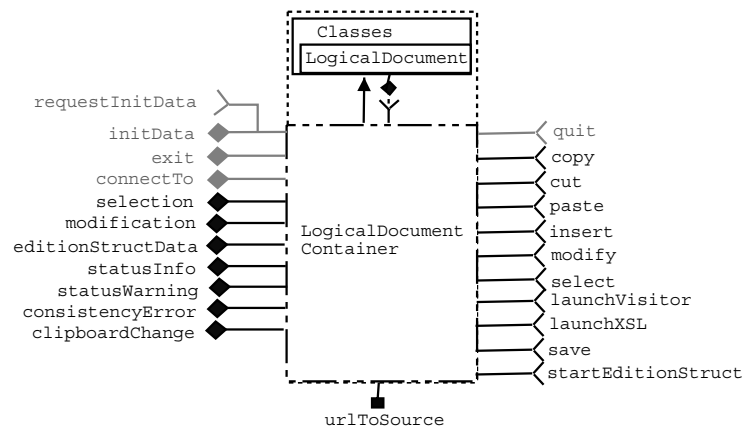 Classes
LogicalDocument
requestInitData
initData
exit
connectTo
selection
modification
editionStructData
statusInfo
statusWarning
consistencyError
clipboardChange
LogicalDocument
Container
quit
copy
cut
paste
insert
modify
select
launchVisitor
launchXSL
save
startEditionStruct
urlToSource